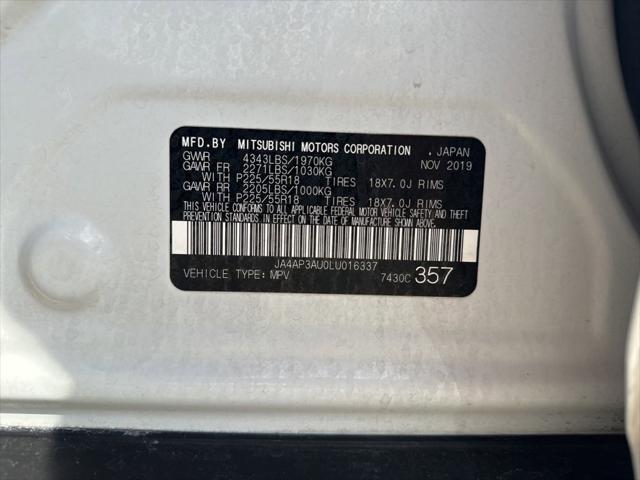 MFD.BY MITSUBISHI MOTORS CORPORATION , JAPAN
GVWR 4343LBS/1970KG NOV 2019
GAWR FR 2271LBS/1030KG
WITH P225/55R18 TIRES 18X7.0J RIMS
GAWR RR 2205LBS/1000KG
WITH P225/55R18 TIRES 18X7.0J RIMS
THIS VEHICLE CONFORMS TO ALL APPLICABLE FEDERAL MOTOR VEHICLE SAFETY AND THEFT
PREVENTION STANDARDS IN EFFECT ON THE DATE OF MANUFACTURE SHOWN ABOVE.
JA4AP3AU0LU016337
VEHICLE TYPE: MPV 7430C 357